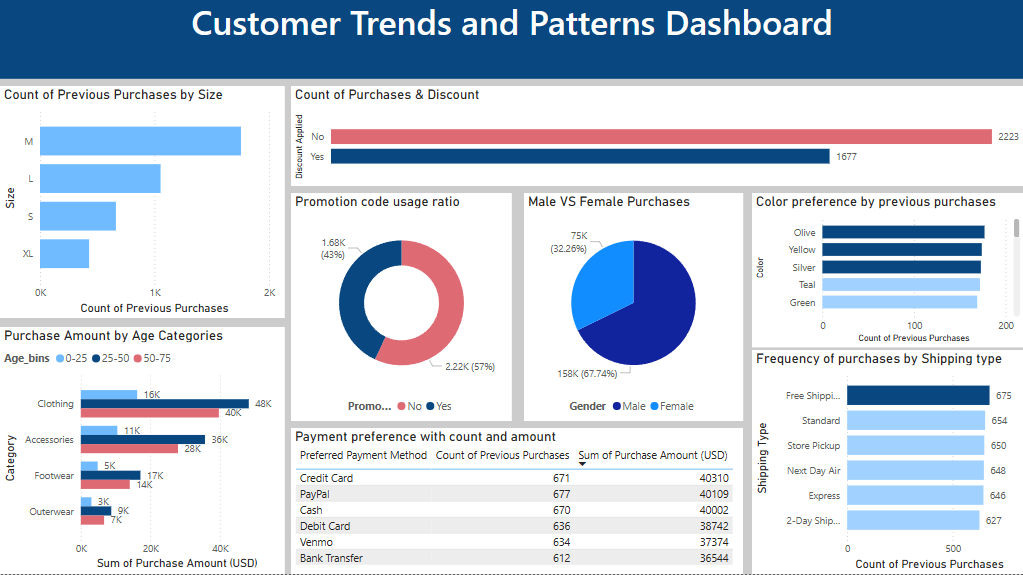 Customer Trends and Patterns Dashboard
Count of Previous Purchases by Size
Size
M
L
S
XL
0K 1K 2K
Count of Previous Purchases
Count of Purchases & Discount
Discount Applied
No 2223
Yes 1677
Promotion code usage ratio
1.68K
(43%)
2.22K (57%)
Promo... No Yes
Male VS Female Purchases
75K
(32.26%)
158K (67.74%)
Gender Male Female
Color preference by previous purchases
Color
Olive
Yellow
Silver
Teal
Green
0 100 200
Count of Previous Purchases
Purchase Amount by Age Categories
Age_bins 0-25 25-50 50-75
Category
Clothing 16K 48K 40K
Accessories 11K 36K 28K
Footwear 5K 17K 14K
Outerwear 3K 9K 7K
0K 20K 40K
Sum of Purchase Amount (USD)
Payment preference with count and amount
Preferred Payment Method Count of Previous Purchases Sum of Purchase Amount (USD)
Credit Card 671 40310
PayPal 677 40109
Cash 670 40002
Debit Card 636 38742
Venmo 634 37374
Bank Transfer 612 36544
Frequency of purchases by Shipping type
Shipping Type
Free Shippi... 675
Standard 654
Store Pickup 650
Next Day Air 648
Express 646
2-Day Ship... 627
0 500
Count of Previous Purchases